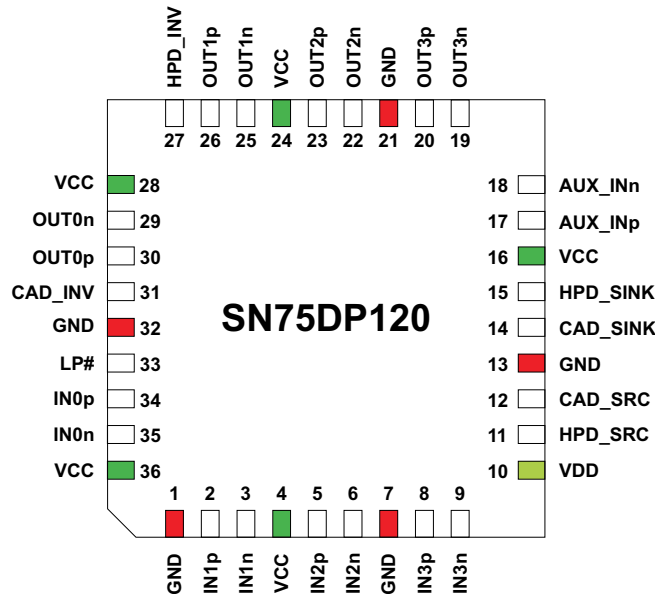 HPD_INV
OUT1p
OUT1n
VCC
OUT2p
OUT2n
GND
OUT3p
OUT3n
27 26 25 24 23 22 21 20 19
VCC 28
OUT0n 29
OUT0p 30
CAD_INV 31
GND 32
LP# 33
IN0p 34
IN0n 35
VCC 36
SN75DP120
18 AUX_INn
17 AUX_INp
16 VCC
15 HPD_SINK
14 CAD_SINK
13 GND
12 CAD_SRC
11 HPD_SRC
10 VDD
1 2 3 4 5 6 7 8 9
GND
IN1p
IN1n
VCC
IN2p
IN2n
GND
IN3p
IN3n